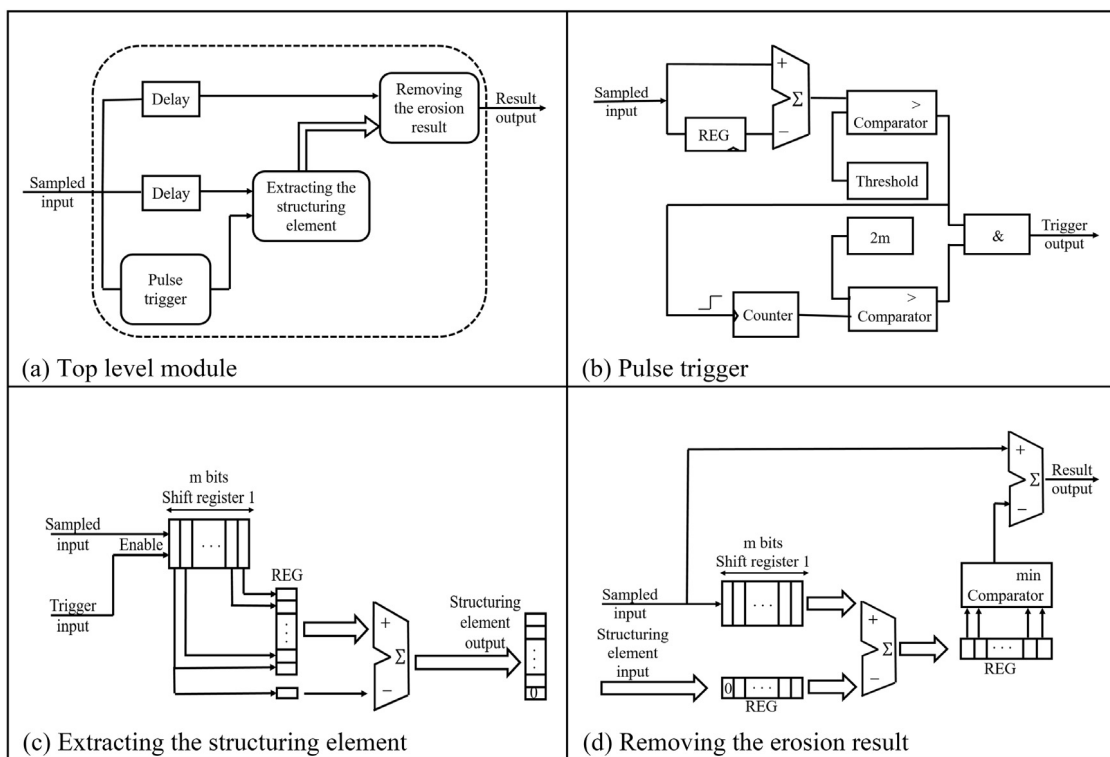 Delay
Removing
the erosion
result
Result
output
Sampled
input
Delay
Extracting the
structuring
element
Pulse
trigger
(a) Top level module
Sampled
input
+
Σ
−
REG
>
Comparator
Threshold
2m
&
Trigger
output
Counter
>
Comparator
(b) Pulse trigger
m bits
Shift register 1
Sampled
input
Enable
. . .
Trigger
input
REG
+
Σ
−
Structuring
element
output
0
(c) Extracting the structuring element
+
Σ
−
Result
output
m bits
Shift register 1
Sampled
input
. . .
min
Comparator
Structuring
element input
+
Σ
−
0 . . .
REG
. . .
REG
(d) Removing the erosion result